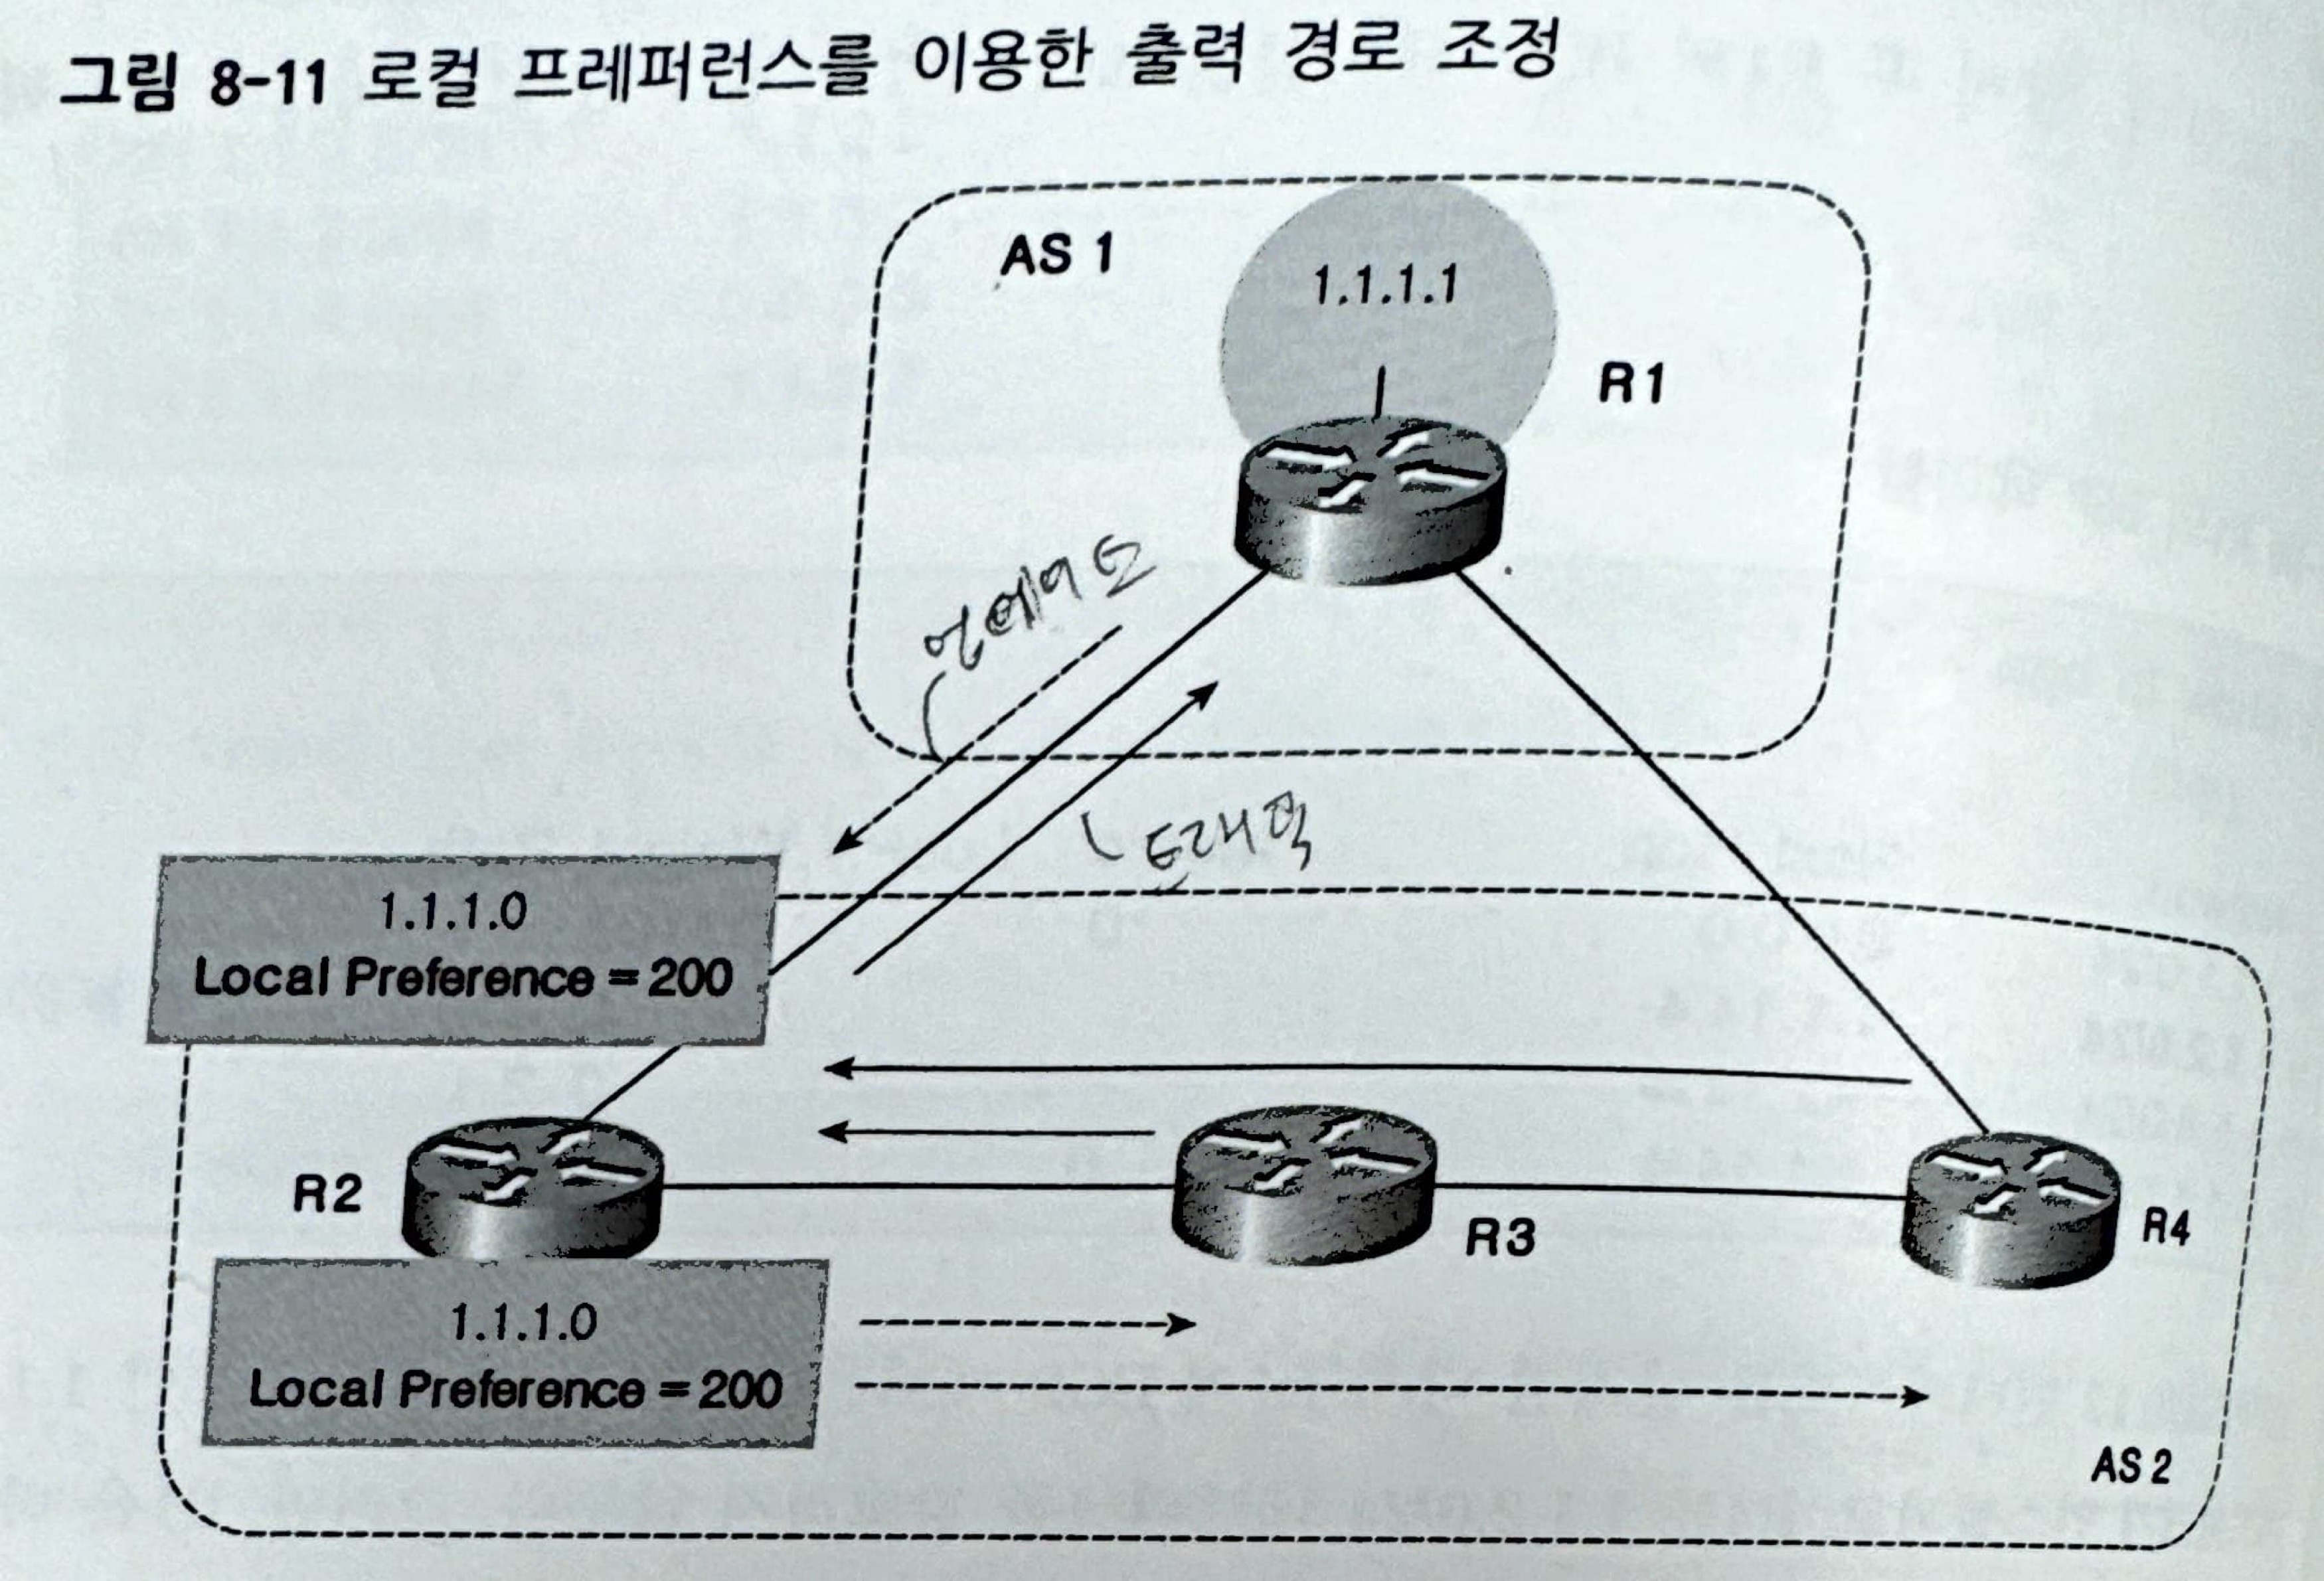 그림 8-11 로컬 프레퍼런스를 이용한 출력 경로 조정
AS 1
1.1.1.1
R1
업데이트
트래픽
1.1.1.0
Local Preference = 200
R2
R3
R4
1.1.1.0
Local Preference = 200
AS 2